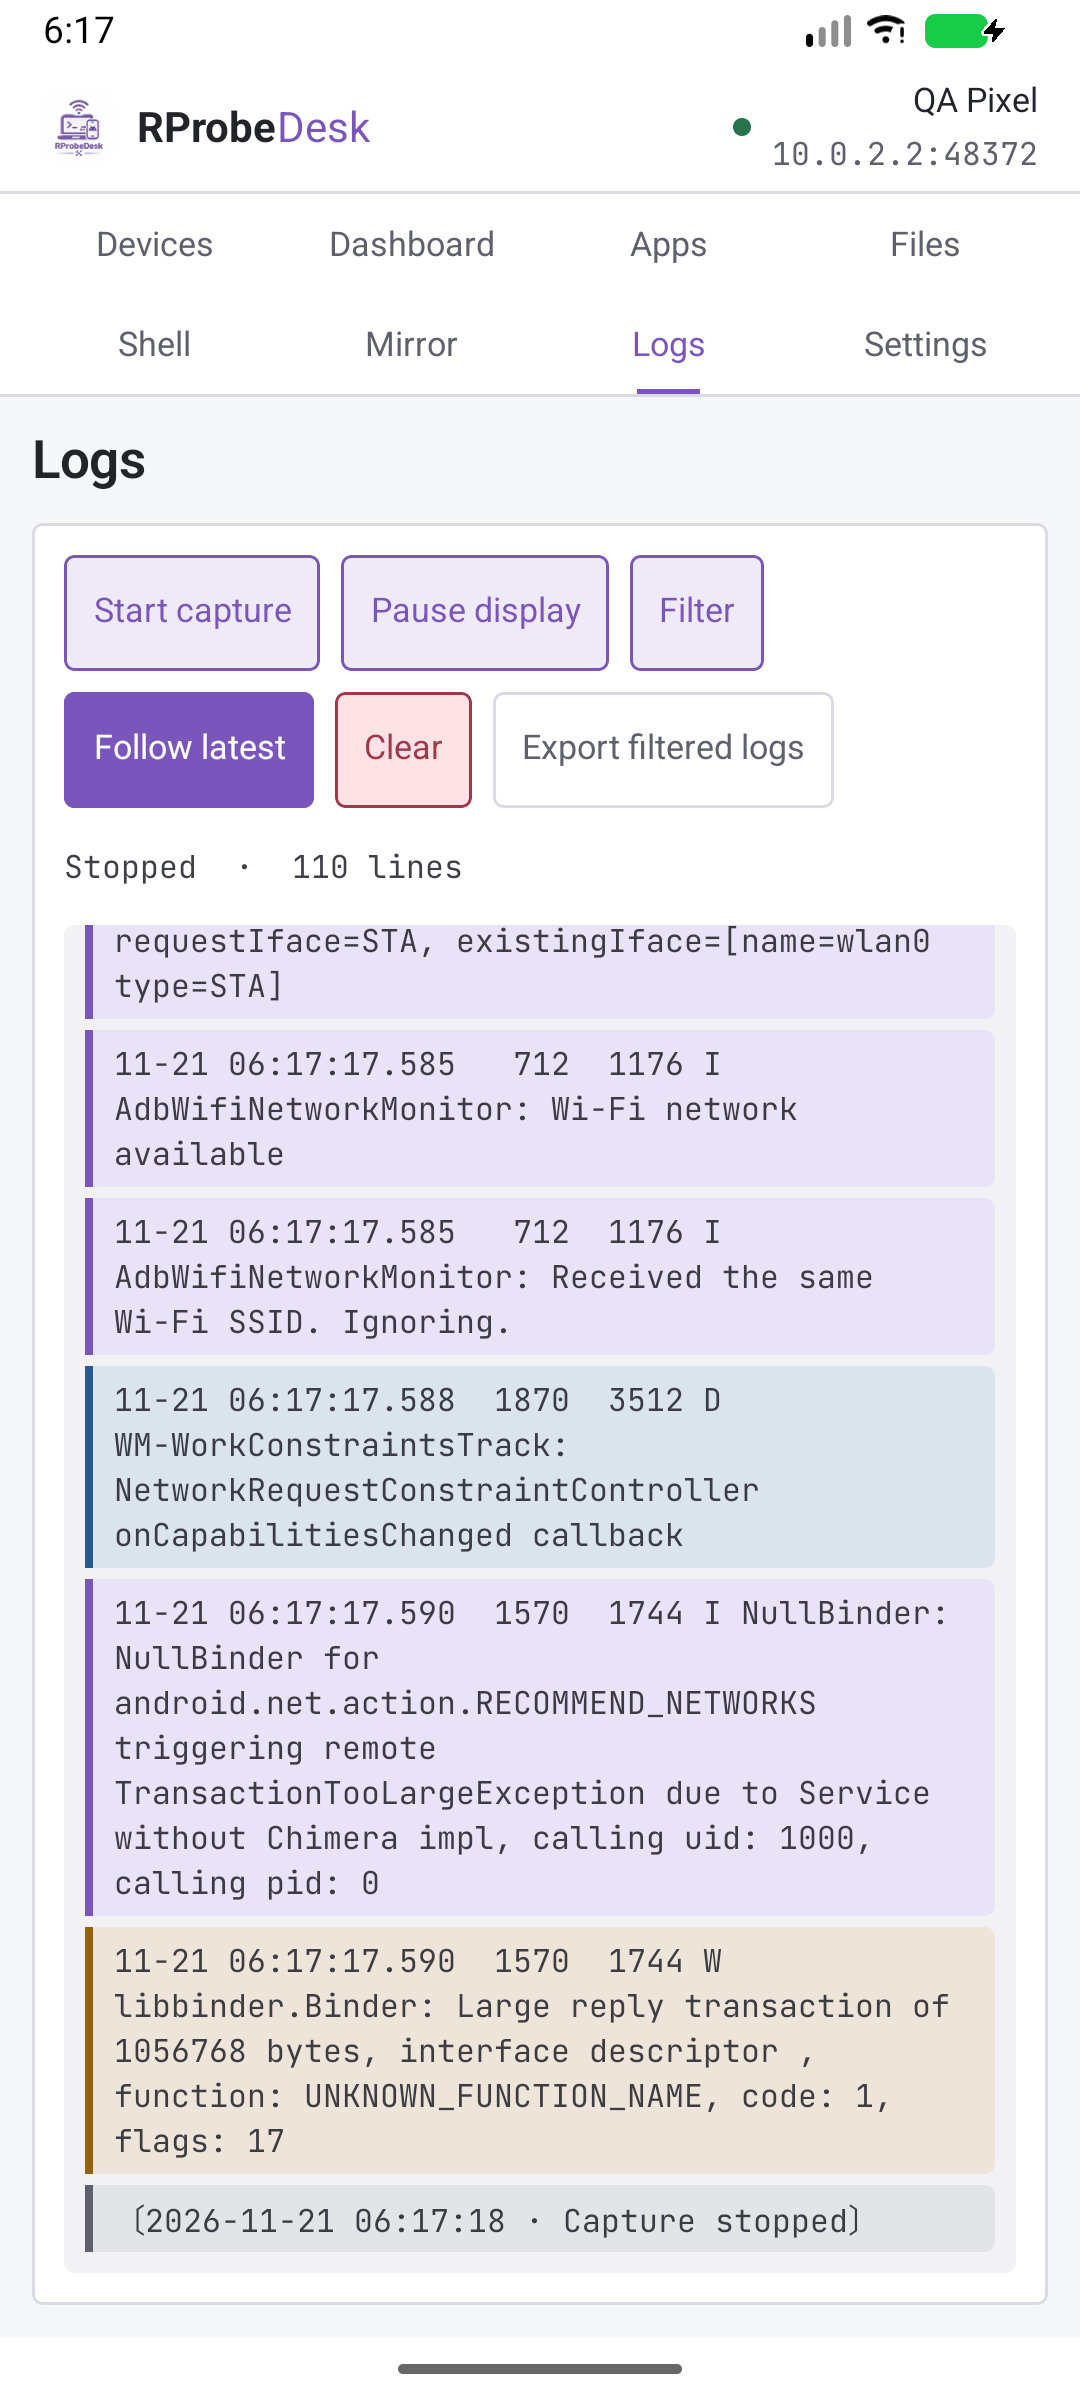 6:17
RProbeDesk
RProbeDesk
QA Pixel
10.0.2.2:48372
Devices
Dashboard
Apps
Files
Shell
Mirror
Logs
Settings
Logs
Start capture
Pause display
Filter
Follow latest
Clear
Export filtered logs
Stopped · 110 lines
requestIface=STA, existingIface=[name=wlan0
type=STA]
11-21 06:17:17.585   712  1176 I
AdbWifiNetworkMonitor: Wi-Fi network
available
11-21 06:17:17.585   712  1176 I
AdbWifiNetworkMonitor: Received the same
Wi-Fi SSID. Ignoring.
11-21 06:17:17.588  1870  3512 D
WM-WorkConstraintsTrack:
NetworkRequestConstraintController
onCapabilitiesChanged callback
11-21 06:17:17.590  1570  1744 I NullBinder:
NullBinder for
android.net.action.RECOMMEND_NETWORKS
triggering remote
TransactionTooLargeException due to Service
without Chimera impl, calling uid: 1000,
calling pid: 0
11-21 06:17:17.590  1570  1744 W
libbinder.Binder: Large reply transaction of
1056768 bytes, interface descriptor ,
function: UNKNOWN_FUNCTION_NAME, code: 1,
flags: 17
〔2026-11-21 06:17:18 · Capture stopped〕